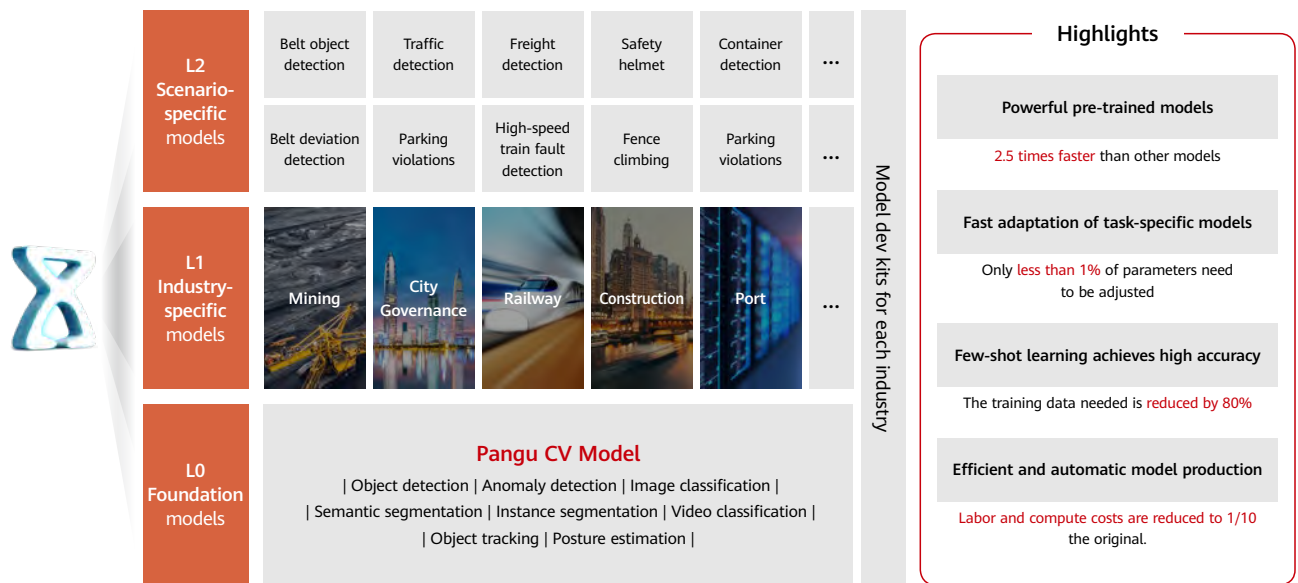 L2
Scenario-
specific
models
Belt object
detection
Traffic
detection
Freight
detection
Safety
helmet
Container
detection
...
Belt deviation
detection
Parking
violations
High-speed
train fault
detection
Fence
climbing
Parking
violations
...
L1
Industry-
specific
models
Mining
City
Governance
Railway
Construction
Port
...
L0
Foundation
models
Pangu CV Model
| Object detection | Anomaly detection | Image classification |
| Semantic segmentation | Instance segmentation | Video classification |
| Object tracking | Posture estimation |
Model dev kits for each industry
Highlights
Powerful pre-trained models
2.5 times faster than other models
Fast adaptation of task-specific models
Only less than 1% of parameters need
to be adjusted
Few-shot learning achieves high accuracy
The training data needed is reduced by 80%
Efficient and automatic model production
Labor and compute costs are reduced to 1/10
the original.